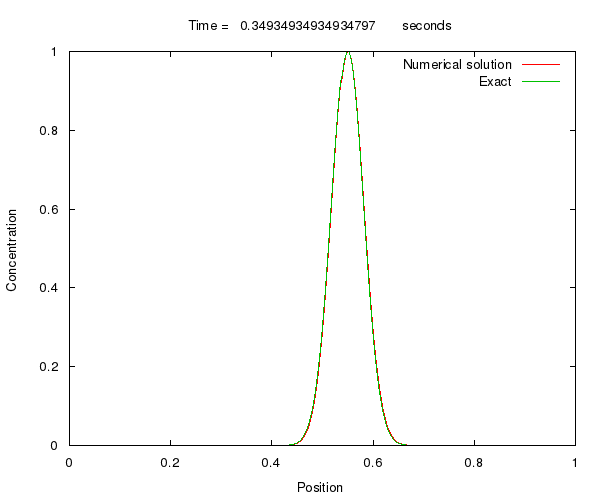 Time = 0.34934934934934797 seconds
Numerical solution
Exact
1
0.8
0.6
0.4
0.2
0
Concentration
0 0.2 0.4 0.6 0.8 1
Position